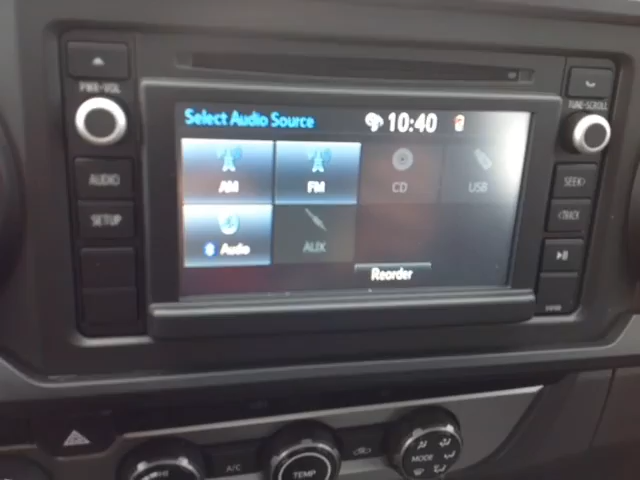 PWR·VOL
TUNE·SCROLL
Select Audio Source 10:40
AM FM CD USB
Audio AUX
Reorder
AUDIO
SETUP
SEEK>
<TRACK
A/C
HI TEMP MODE